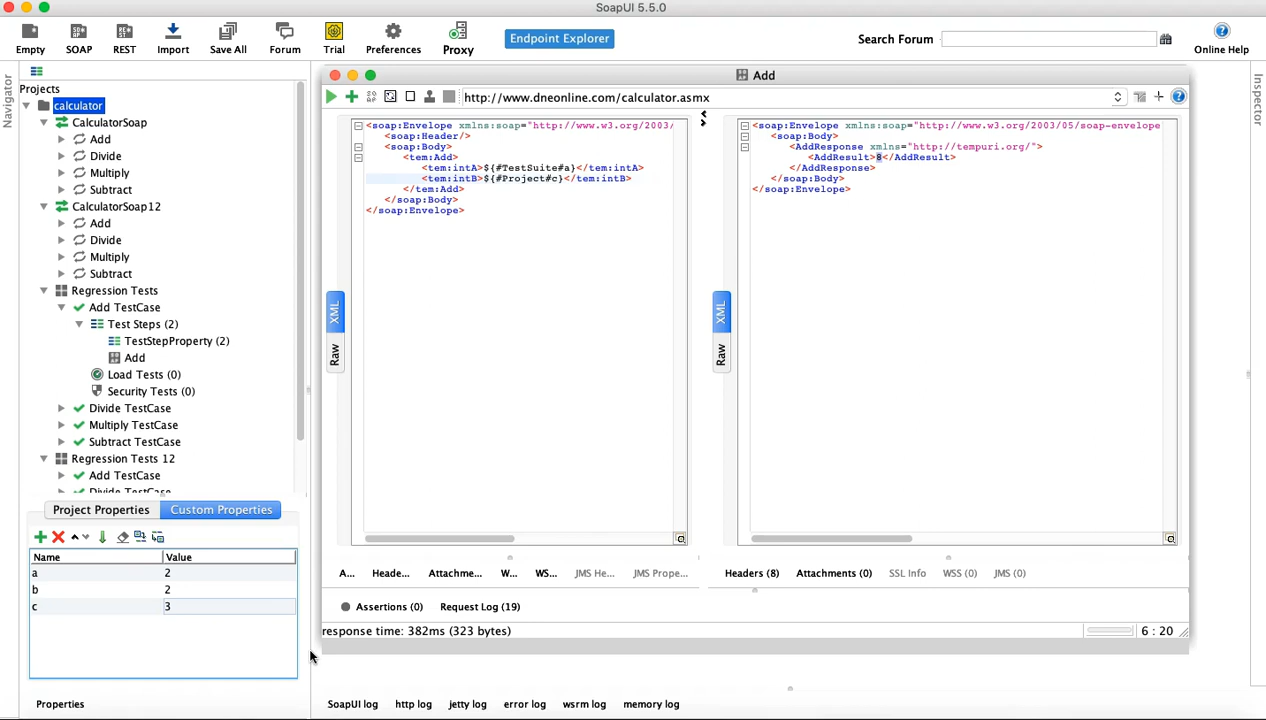 SoapUI 5.5.0
Empty
SOAP
REST
Import
Save All
Forum
Trial
Preferences
Proxy
Endpoint Explorer
Search Forum
Online Help
Navigator
Projects
calculator
CalculatorSoap
Add
Divide
Multiply
Subtract
CalculatorSoap12
Add
Divide
Multiply
Subtract
Regression Tests
Add TestCase
Test Steps (2)
TestStepProperty (2)
Add
Load Tests (0)
Security Tests (0)
Divide TestCase
Multiply TestCase
Subtract TestCase
Regression Tests 12
Add TestCase
Divide TestCase
Project Properties
Custom Properties
Name Value
a 2
b 2
c 3
Properties
Add
http://www.dneonline.com/calculator.asmx
<soap:Envelope xmlns:soap="http://www.w3.org/2003/
<soap:Header/>
<soap:Body>
<tem:Add>
<tem:intA>${#TestSuite#a}</tem:intA>
<tem:intB>${#Project#c}</tem:intB>
</tem:Add>
</soap:Body>
</soap:Envelope>
XML
Raw
<soap:Envelope xmlns:soap="http://www.w3.org/2003/05/soap-envelope
<soap:Body>
<AddResponse xmlns="http://tempuri.org/">
<AddResult>8</AddResult>
</AddResponse>
</soap:Body>
</soap:Envelope>
XML
Raw
A...
Heade...
Attachme...
W...
WS...
JMS He...
JMS Prope...
Headers (8)
Attachments (0)
SSL Info
WSS (0)
JMS (0)
Assertions (0)
Request Log (19)
response time: 382ms (323 bytes)
6 : 20
SoapUI log
http log
jetty log
error log
wsrm log
memory log
Inspector